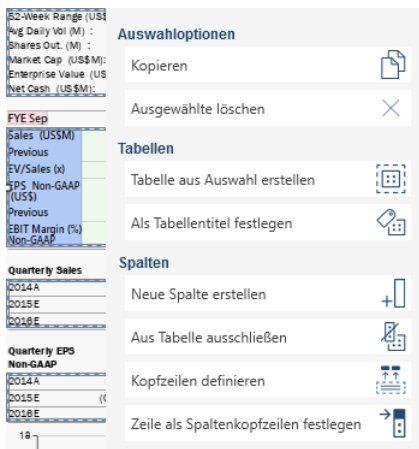 52-Week Range (US$
Avg Daily Vol (M) :
Shares Out. (M) :
Market Cap (US$M):
Enterprise Value (US
Net Cash (US$M):
FYE Sep
Sales (US$M)
Previous
EV/Sales (x)
EPS Non-GAAP
(US$)
Previous
EBIT Margin (%)
Non-GAAP
Quarterly Sales
2014A
2015E
2016E
Quarterly EPS
Non-GAAP
2014A
2015E (0
2016E
18
Auswahloptionen
Kopieren
Ausgewählte löschen
Tabellen
Tabelle aus Auswahl erstellen
Als Tabellentitel festlegen
Spalten
Neue Spalte erstellen
Aus Tabelle ausschließen
Kopfzeilen definieren
Zeile als Spaltenkopfzeilen festlegen